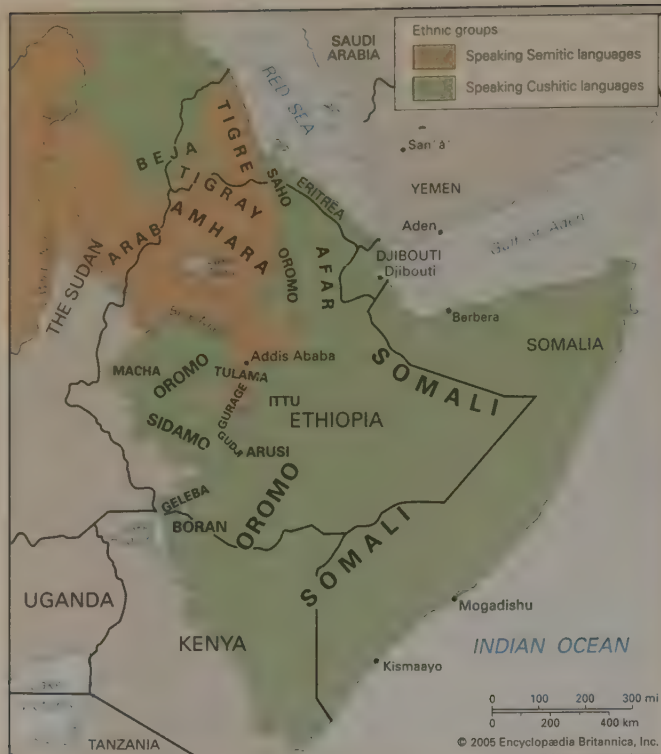 Ethnic groups
Speaking Semitic languages
Speaking Cushitic languages
SAUDI
ARABIA
RED SEA
San'a'
YEMEN
Aden
BEJA
TIGRE
TIGRAY
SAHO
ERITREA
AMHARA
ARAB
THE SUDAN
OROMO
AFAR
DJIBOUTI
Djibouti
Gulf of Aden
Berbera
SOMALIA
SOMALI
Addis Ababa
MACHA
OROMO
TULAMA
GURAGE
ITTU
ETHIOPIA
SIDAMO
ARUSI
GELEBA
BORAN
OROMO
SOMALI
UGANDA
KENYA
Mogadishu
INDIAN OCEAN
Kismaayo
TANZANIA
0 100 200 300 mi
0 200 400 km
© 2005 Encyclopædia Britannica, Inc.